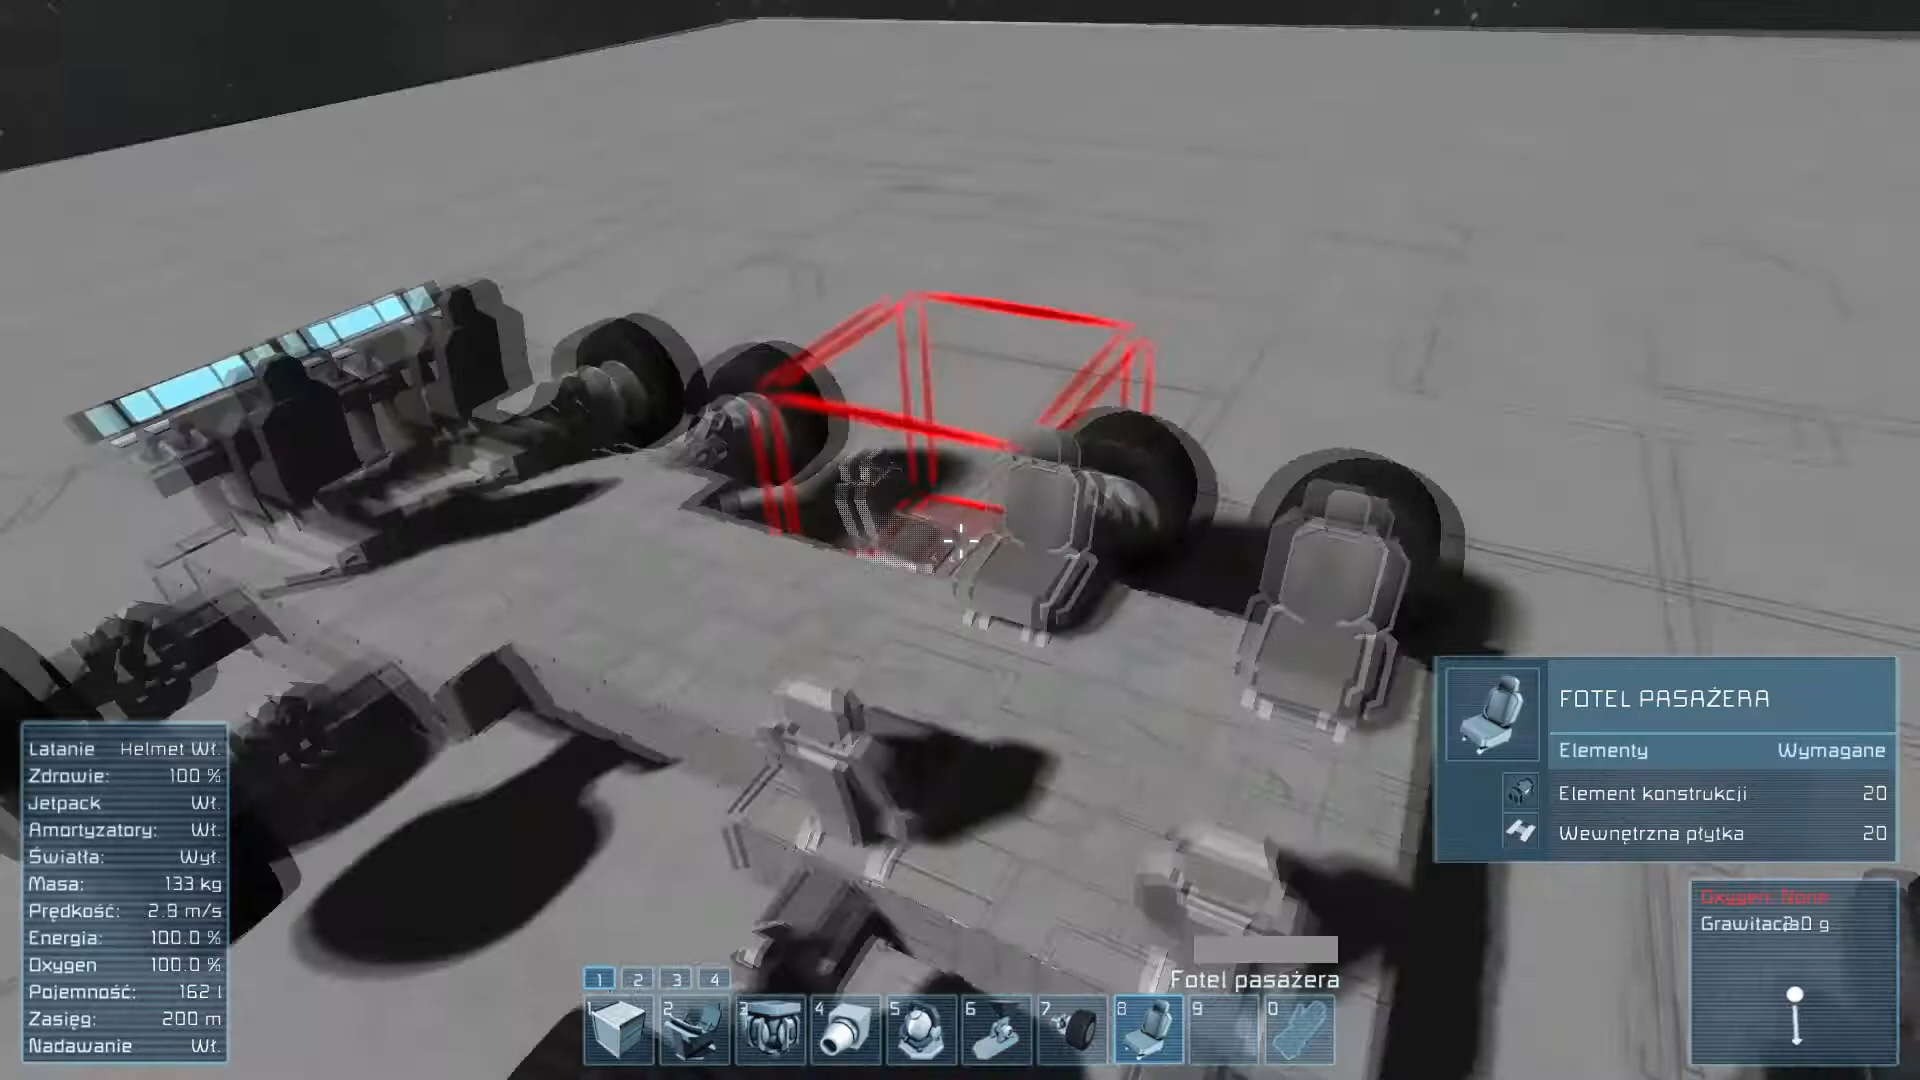 Latanie Helmet Wł.
Zdrowie: 100 %
Jetpack Wł.
Amortyzatory: Wł.
Światła: Wył.
Masa: 133 kg
Prędkość: 2.9 m/s
Energia: 100.0 %
Oxygen 100.0 %
Pojemność: 162 l
Zasięg: 200 m
Nadawanie Wł.
1 2 3 4
Fotel pasażera
1 2 3 4 5 6 7 8 9 0
FOTEL PASAŻERA
Elementy Wymagane
Element konstrukcji 20
Wewnętrzna płytka 20
Oxygen: None
Grawitacja g